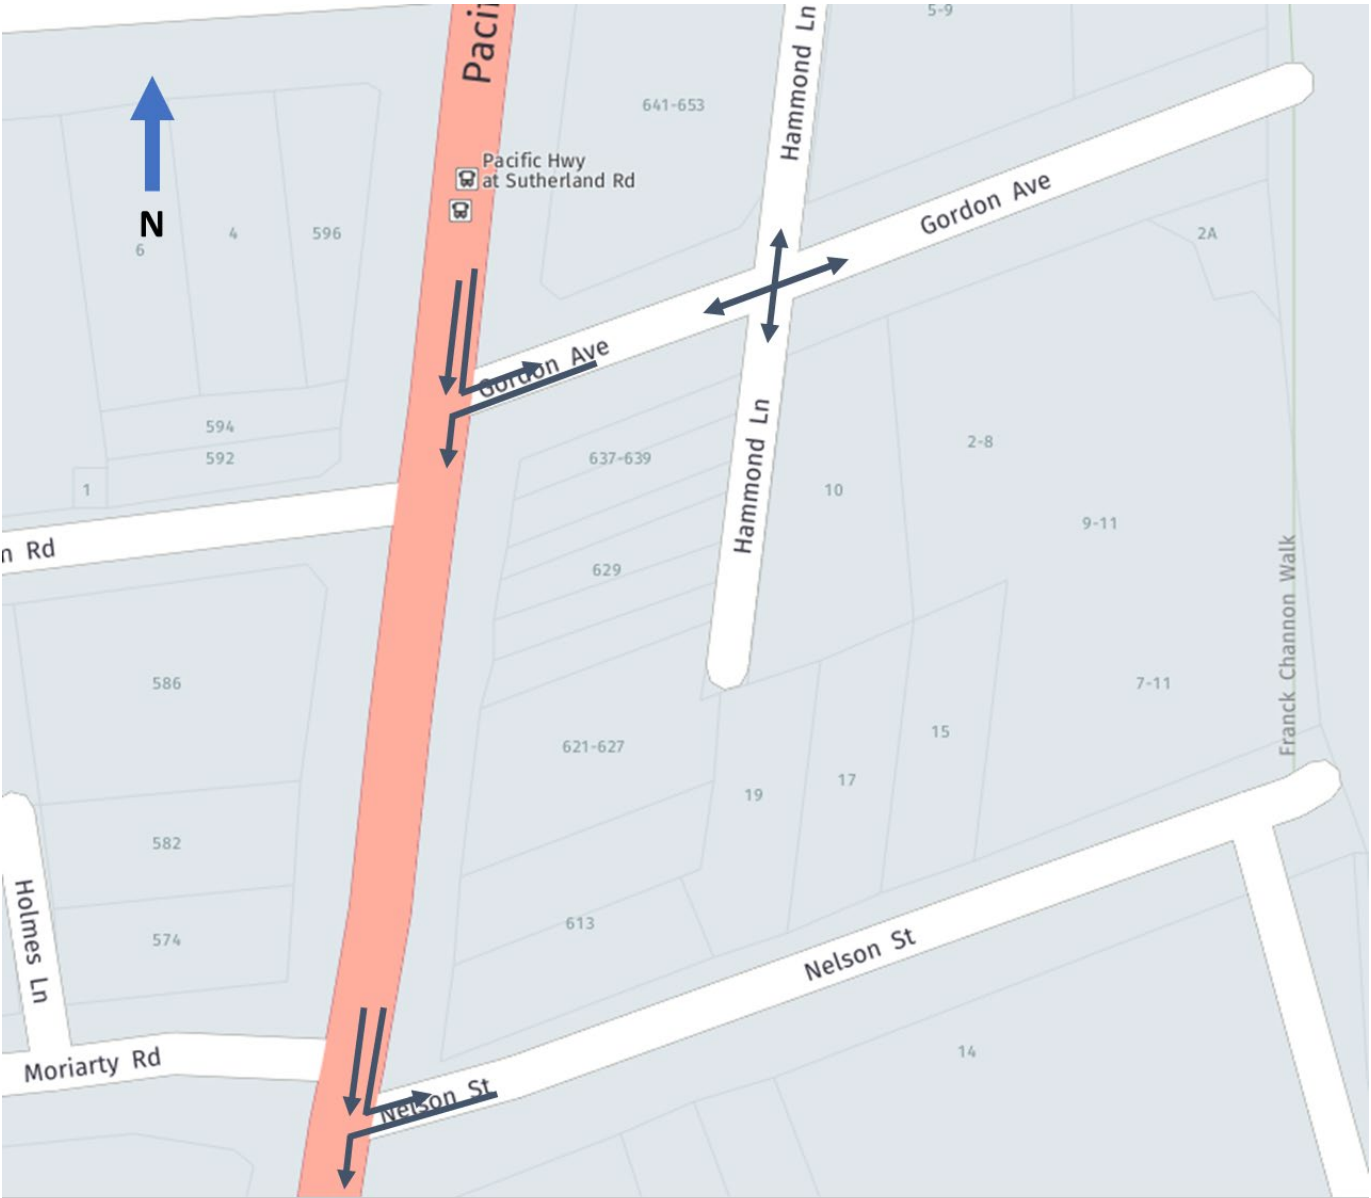 5-9
Pacif
Hammond Ln
641-653
Pacific Hwy
at Sutherland Rd
Gordon Ave
N
6
4
596
2A
Gordon Ave
594
592
637-639
2-8
1
10
Hammond Ln
9-11
n Rd
629
Franck Channon Walk
586
7-11
621-627
15
17
19
582
Holmes Ln
613
574
Nelson St
Moriarty Rd
14
Nelson St